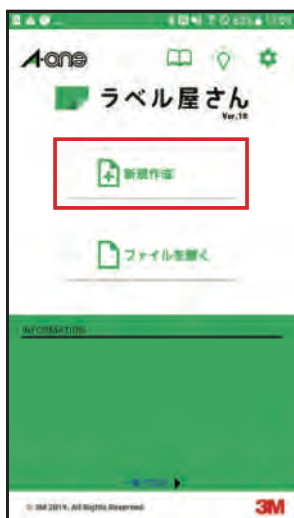 A-one
ラベル屋さん
Ver.10
新規作成
ファイルを開く
INFORMATION
© 3M 2019. All Rights Reserved
3M